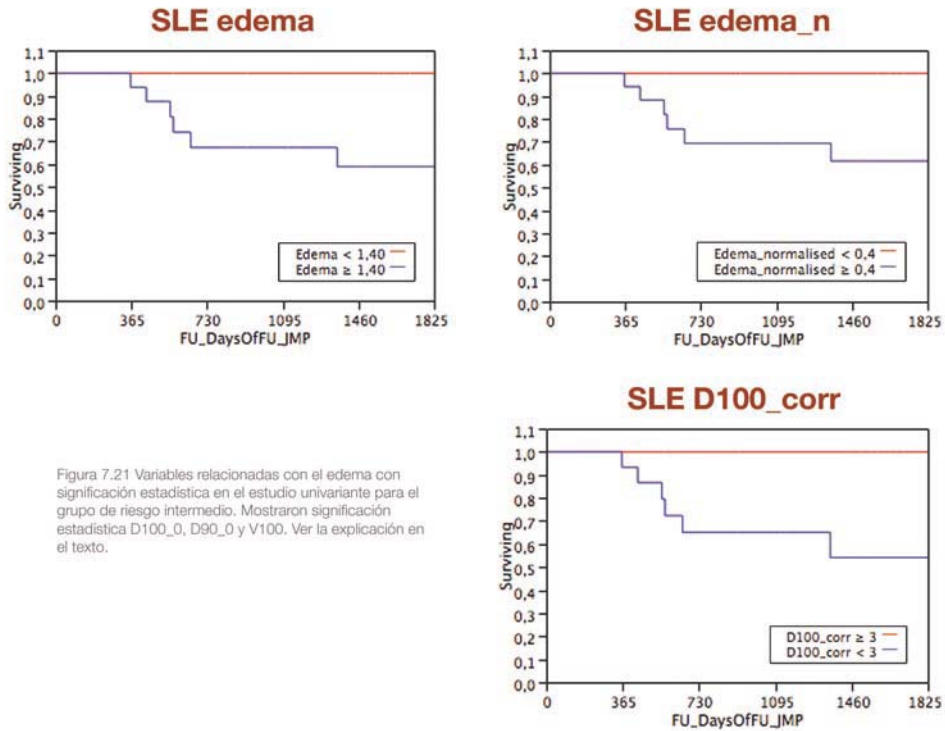 SLE edema
1,1
1,0
0,9
0,8
0,7
0,6
0,5
0,4
0,3
0,2
0,1
0,0
Surviving
Edema < 1,40
Edema ≥ 1,40
0 365 730 1095 1460 1825
FU_DaysOfFU_JMP
SLE edema_n
1,1
1,0
0,9
0,8
0,7
0,6
0,5
0,4
0,3
0,2
0,1
0,0
Surviving
Edema_normalised < 0,4
Edema_normalised ≥ 0,4
0 365 730 1095 1460 1825
FU_DaysOfFU_JMP
SLE D100_corr
1,1
1,0
0,9
0,8
0,7
0,6
0,5
0,4
0,3
0,2
0,1
0,0
Surviving
D100_corr ≥ 3
D100_corr < 3
0 365 730 1095 1460 1825
FU_DaysOfFU_JMP
Figura 7.21 Variables relacionadas con el edema con
significación estadística en el estudio univariante para el
grupo de riesgo intermedio. Mostraron significación
estadística D100_0, D90_0 y V100. Ver la explicación en
el texto.